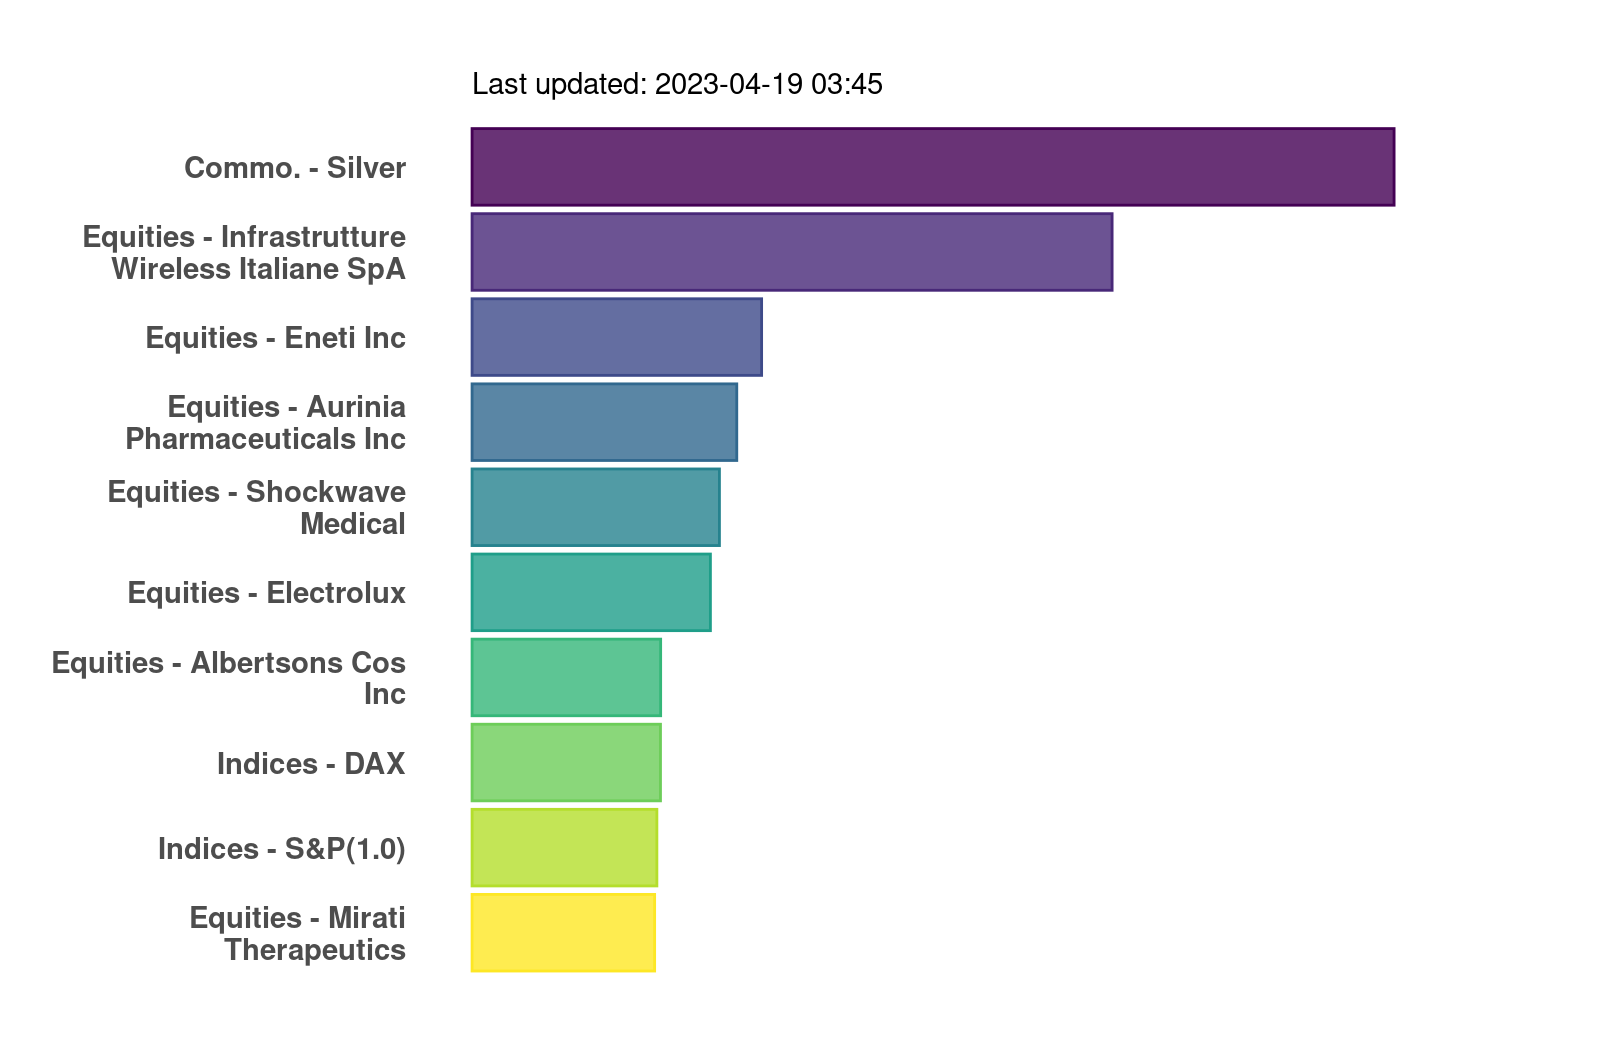 Last updated: 2023-04-19 03:45
Commo. - Silver
Equities - Infrastrutture
Wireless Italiane SpA
Equities - Eneti Inc
Equities - Aurinia
Pharmaceuticals Inc
Equities - Shockwave
Medical
Equities - Electrolux
Equities - Albertsons Cos
Inc
Indices - DAX
Indices - S&P(1.0)
Equities - Mirati
Therapeutics